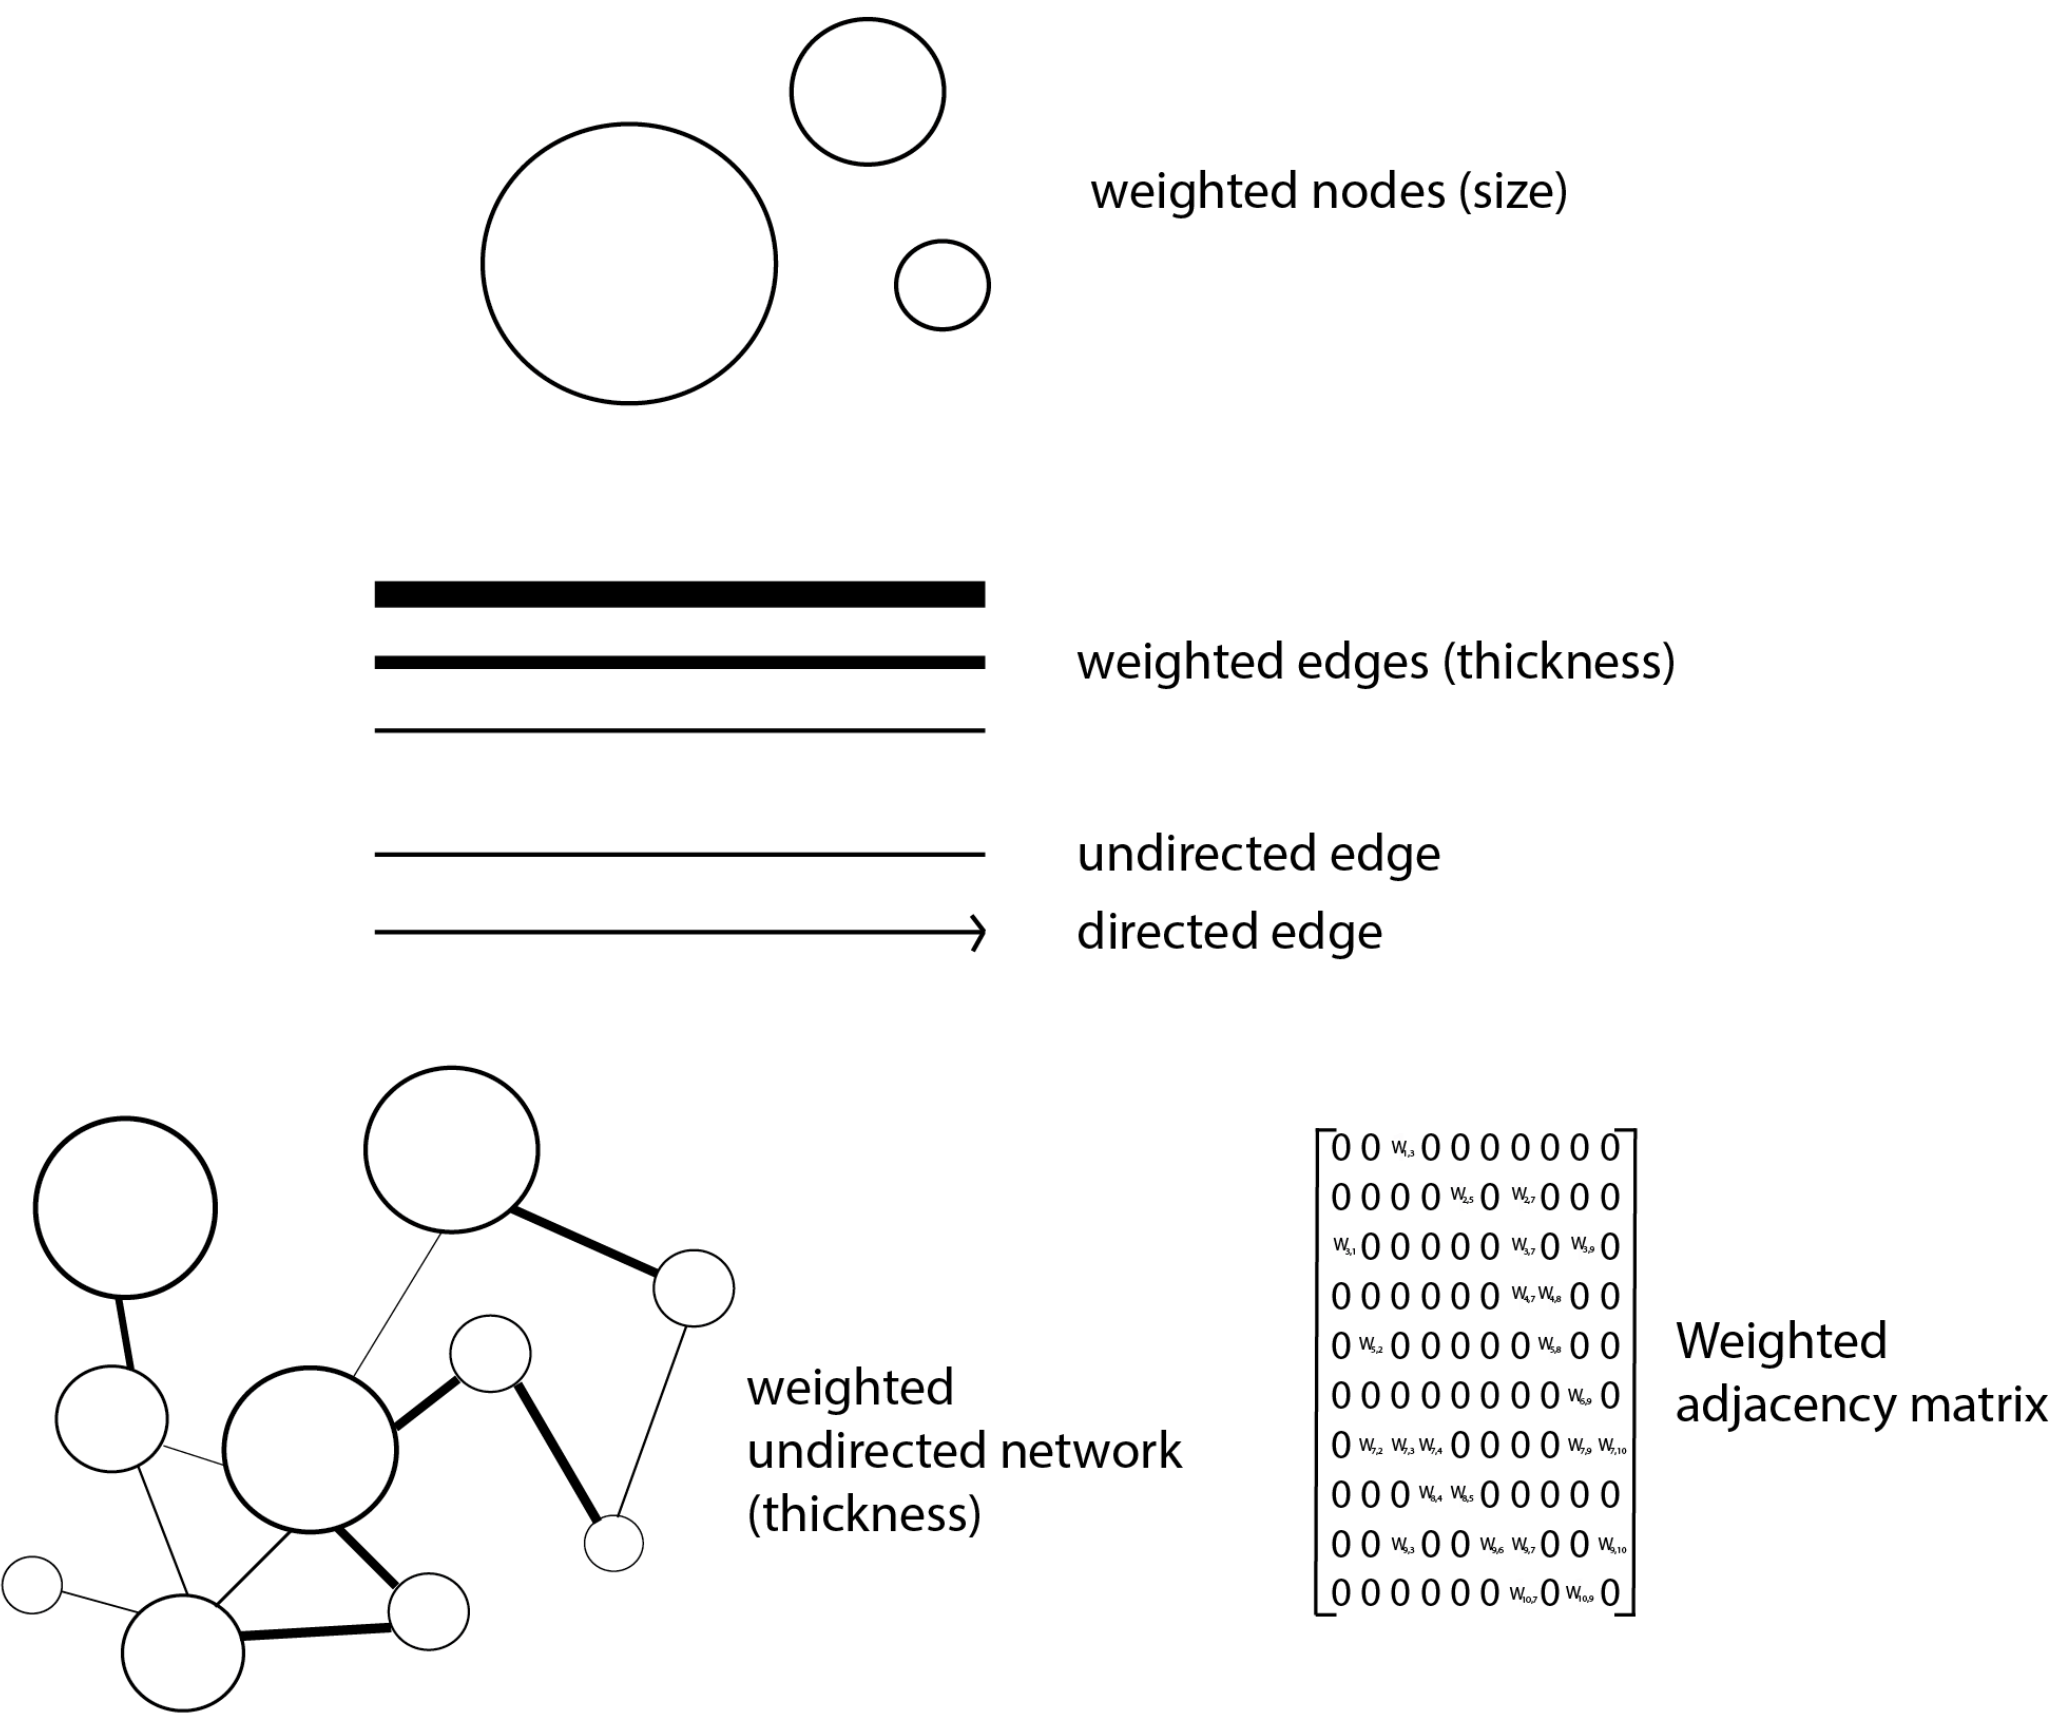 weighted nodes (size)
weighted edges (thickness)
undirected edge
directed edge
weighted
undirected network
(thickness)
0 0 W1,3 0 0 0 0 0 0 0
0 0 0 0 W2,5 0 W2,7 0 0 0
W3,1 0 0 0 0 0 W3,7 0 W3,9 0
0 0 0 0 0 0 W4,7 W4,8 0 0
0 W5,2 0 0 0 0 0 W5,8 0 0
0 0 0 0 0 0 0 0 W6,9 0
0 W7,2 W7,3 W7,4 0 0 0 0 W7,9 W7,10
0 0 0 W8,4 W8,5 0 0 0 0 0
0 0 W9,3 0 0 W9,6 W9,7 0 0 W9,10
0 0 0 0 0 0 W10,7 0 W10,9 0
Weighted
adjacency matrix